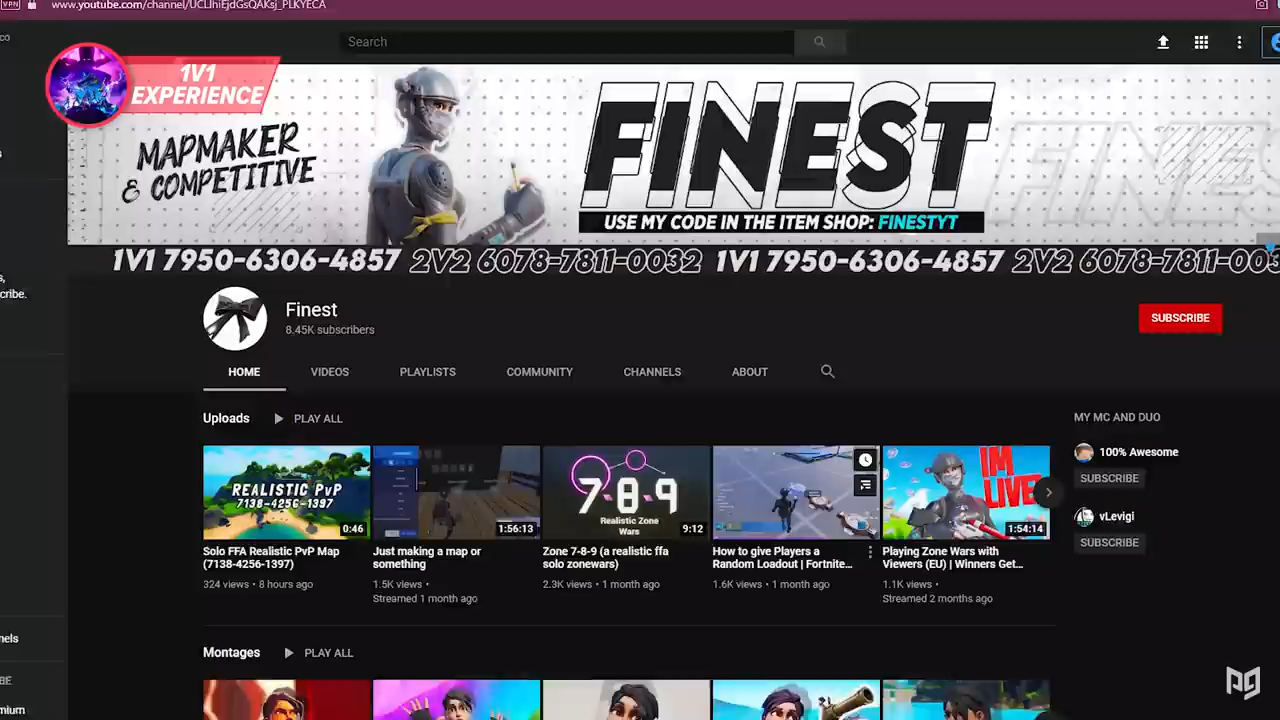 VPN
www.youtube.com/channel/UCLIhiEjdGsQAKsj_PLKYECA
co
Search
1V1
EXPERIENCE
MAPMAKER
& COMPETITIVE
FINEST
USE MY CODE IN THE ITEM SHOP: FINESTYT
1V1 7950-6306-4857 2V2 6078-7811-0032 1V1 7950-6306-4857 2V2 6078-7811-003
s,
scribe.
Finest
8.45K subscribers
SUBSCRIBE
HOME VIDEOS PLAYLISTS COMMUNITY CHANNELS ABOUT
Uploads PLAY ALL
MY MC AND DUO
100% Awesome
SUBSCRIBE
vLevigi
SUBSCRIBE
REALISTIC PVP
7138-4256-1397
0:46
1:56:13
7·8·9
Realistic Zone
Wars
9:12
IM
LIVE
1:54:14
Solo FFA Realistic PvP Map
(7138-4256-1397)
324 views • 8 hours ago
Just making a map or
something
1.5K views •
Streamed 1 month ago
Zone 7-8-9 (a realistic ffa
solo zonewars)
2.3K views • 1 month ago
How to give Players a
Random Loadout | Fortnite...
1.6K views • 1 month ago
Playing Zone Wars with
Viewers (EU) | Winners Get...
1.1K views •
Streamed 2 months ago
nels
BE
mium
Montages PLAY ALL